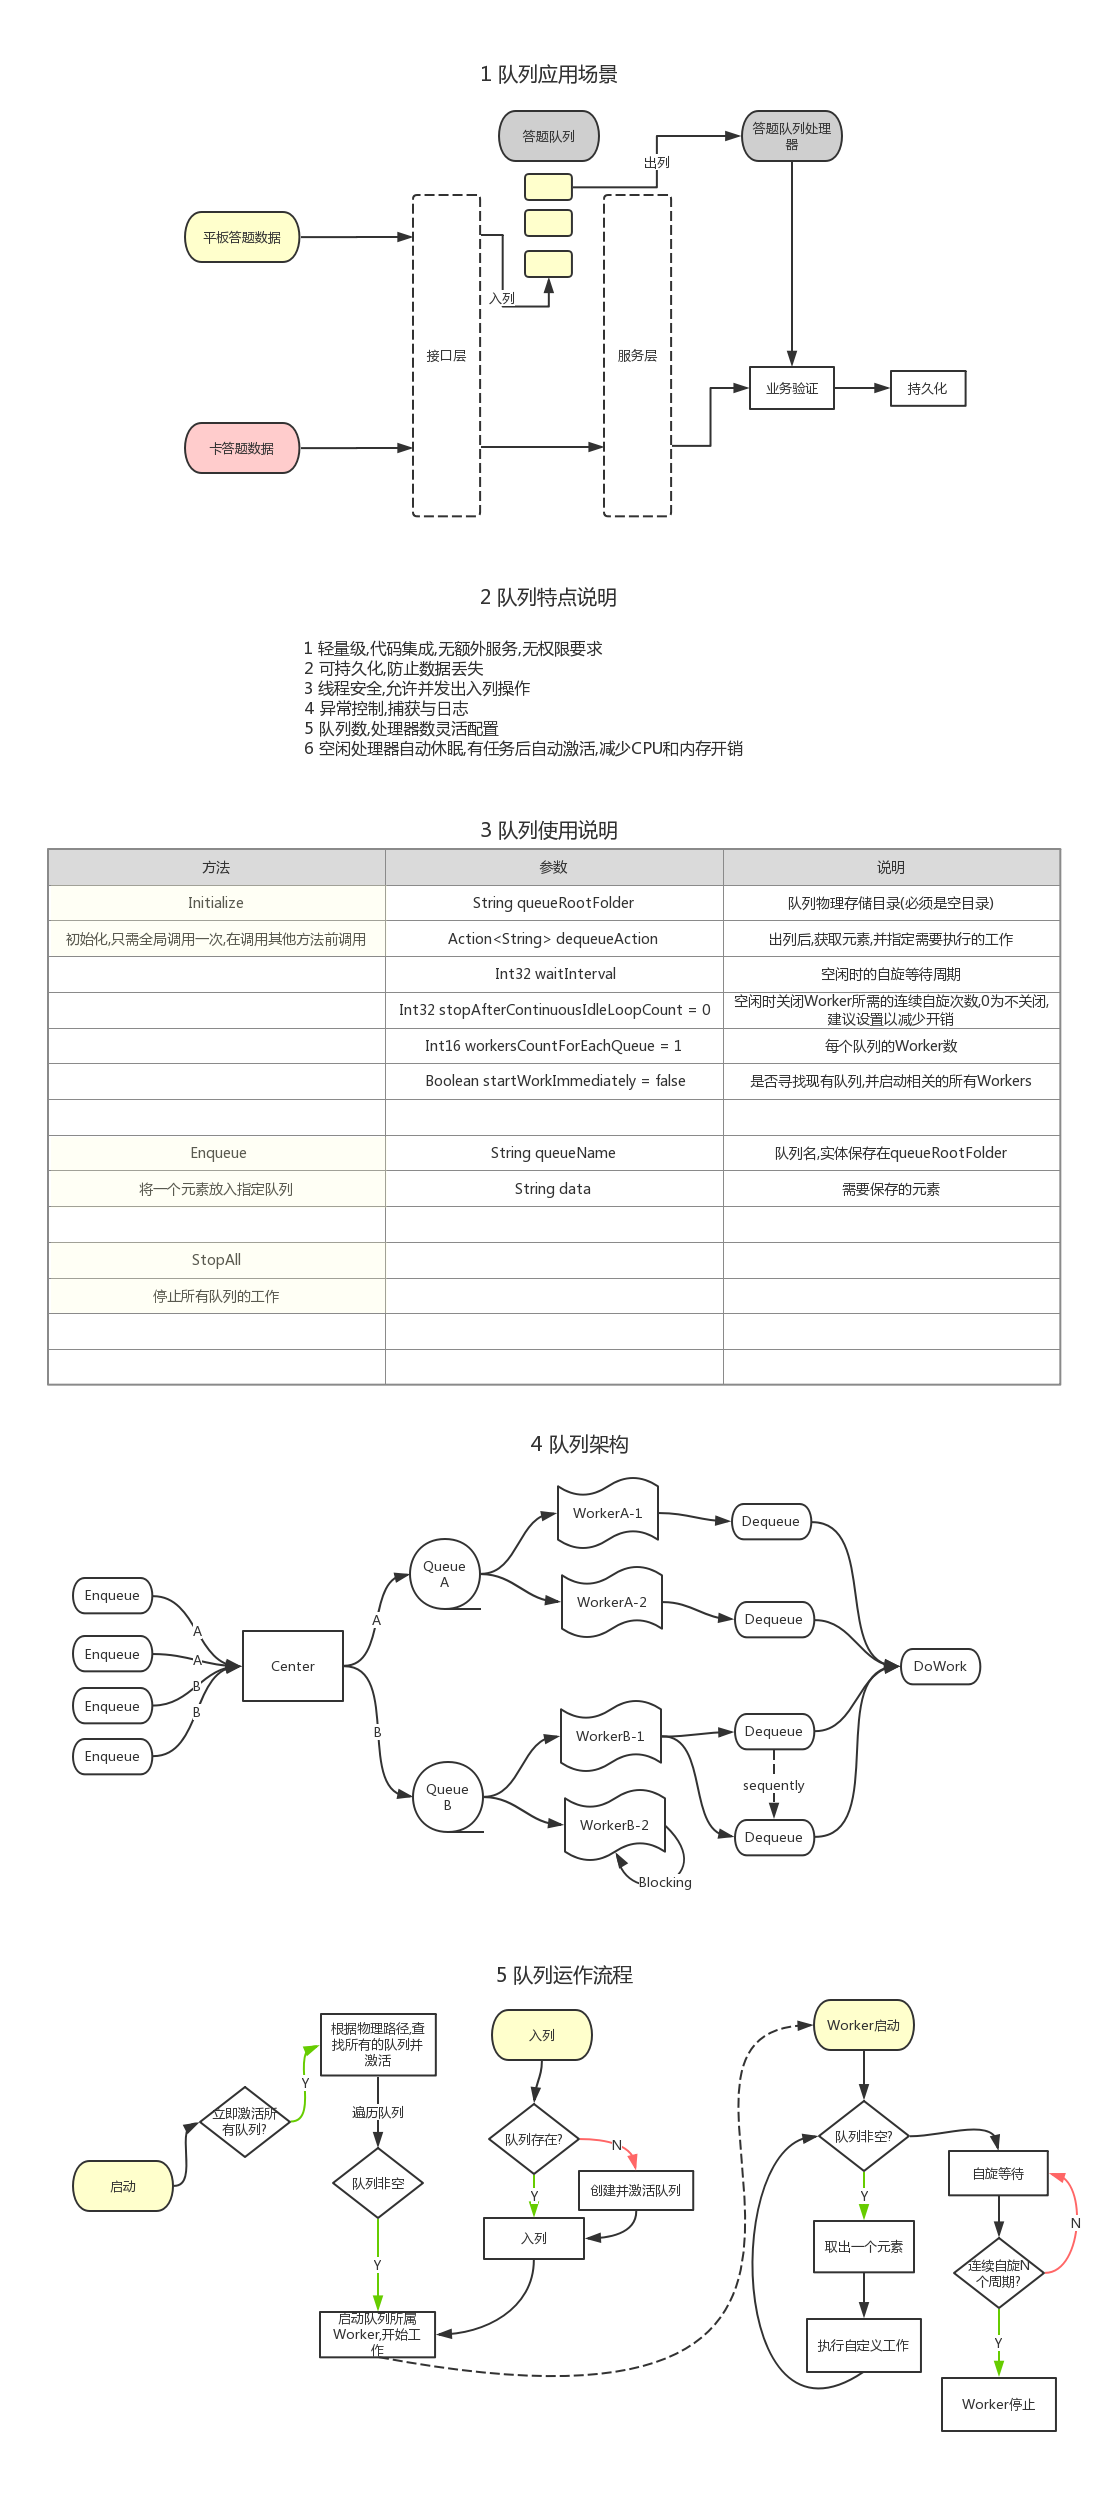 1 队列应用场景
答题队列
答题队列处理
器
出列
平板答题数据
入列
接口层
服务层
业务验证
持久化
卡答题数据
2 队列特点说明
1 轻量级,代码集成,无额外服务,无权限要求
2 可持久化,防止数据丢失
3 线程安全,允许并发出入列操作
4 异常控制,捕获与日志
5 队列数,处理器数灵活配置
6 空闲处理器自动休眠,有任务后自动激活,减少CPU和内存开销
3 队列使用说明
方法
参数
说明
Initialize
String queueRootFolder
队列物理存储目录(必须是空目录)
初始化,只需全局调用一次,在调用其他方法前调用
Action<String> dequeueAction
出列后,获取元素,并指定需要执行的工作
Int32 waitInterval
空闲时的自旋等待周期
Int32 stopAfterContinuousIdleLoopCount = 0
空闲时关闭Worker所需的连续自旋次数,0为不关闭,
建议设置以减少开销
Int16 workersCountForEachQueue = 1
每个队列的Worker数
Boolean startWorkImmediately = false
是否寻找现有队列,并启动相关的所有Workers
Enqueue
String queueName
队列名,实体保存在queueRootFolder
将一个元素放入指定队列
String data
需要保存的元素
StopAll
停止所有队列的工作
4 队列架构
WorkerA-1
Dequeue
Queue
A
WorkerA-2
Enqueue
A
Dequeue
A
Enqueue
A
Center
DoWork
Enqueue
B
B
Enqueue
B
WorkerB-1
Dequeue
sequently
Queue
B
WorkerB-2
Dequeue
Blocking
5 队列运作流程
根据物理路径,查
找所有的队列并
激活
入列
Worker启动
Y
遍历队列
立即激活所
有队列?
队列存在?
N
队列非空?
启动
队列非空
自旋等待
Y
创建并激活队列
Y
N
入列
取出一个元素
Y
连续自旋N
个周期?
启动队列所属
Worker,开始工
作
执行自定义工作
Y
Worker停止